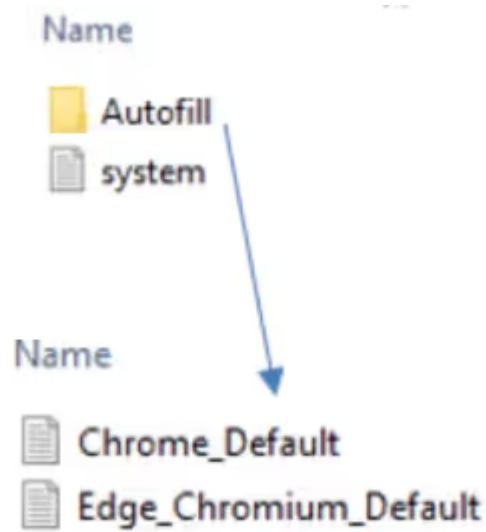 Name
Autofill
system
Name
Chrome_Default
Edge_Chromium_Default